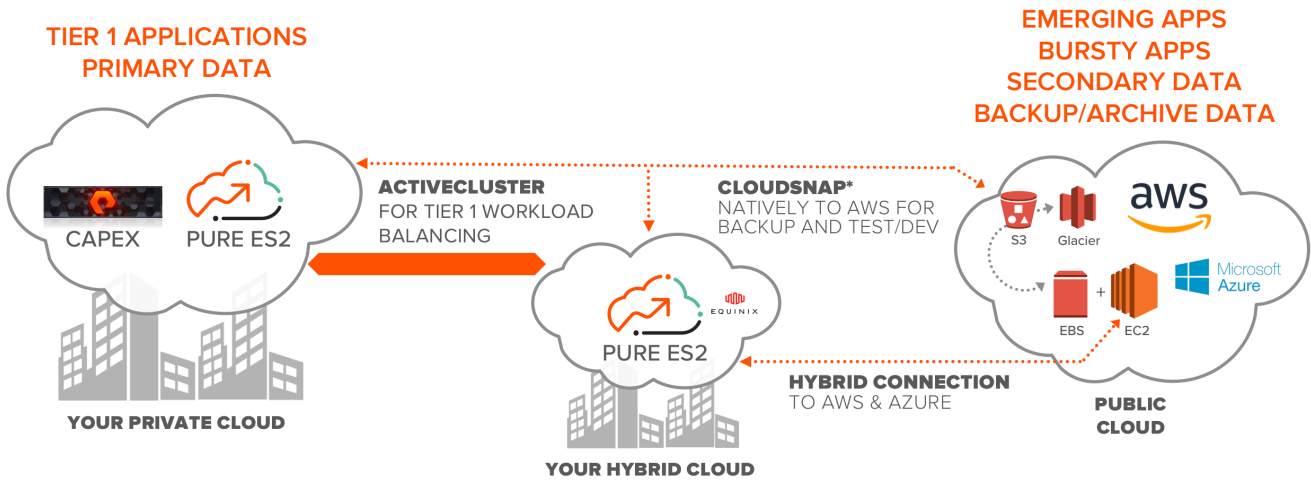 TIER 1 APPLICATIONS
PRIMARY DATA
CAPEX
PURE ES2
YOUR PRIVATE CLOUD
ACTIVECLUSTER
FOR TIER 1 WORKLOAD
BALANCING
CLOUDSNAP*
NATIVELY TO AWS FOR
BACKUP AND TEST/DEV
EQUINIX
PURE ES2
YOUR HYBRID CLOUD
HYBRID CONNECTION
TO AWS & AZURE
EMERGING APPS
BURSTY APPS
SECONDARY DATA
BACKUP/ARCHIVE DATA
aws
S3
Glacier
Microsoft
Azure
EBS
+
EC2
PUBLIC
CLOUD